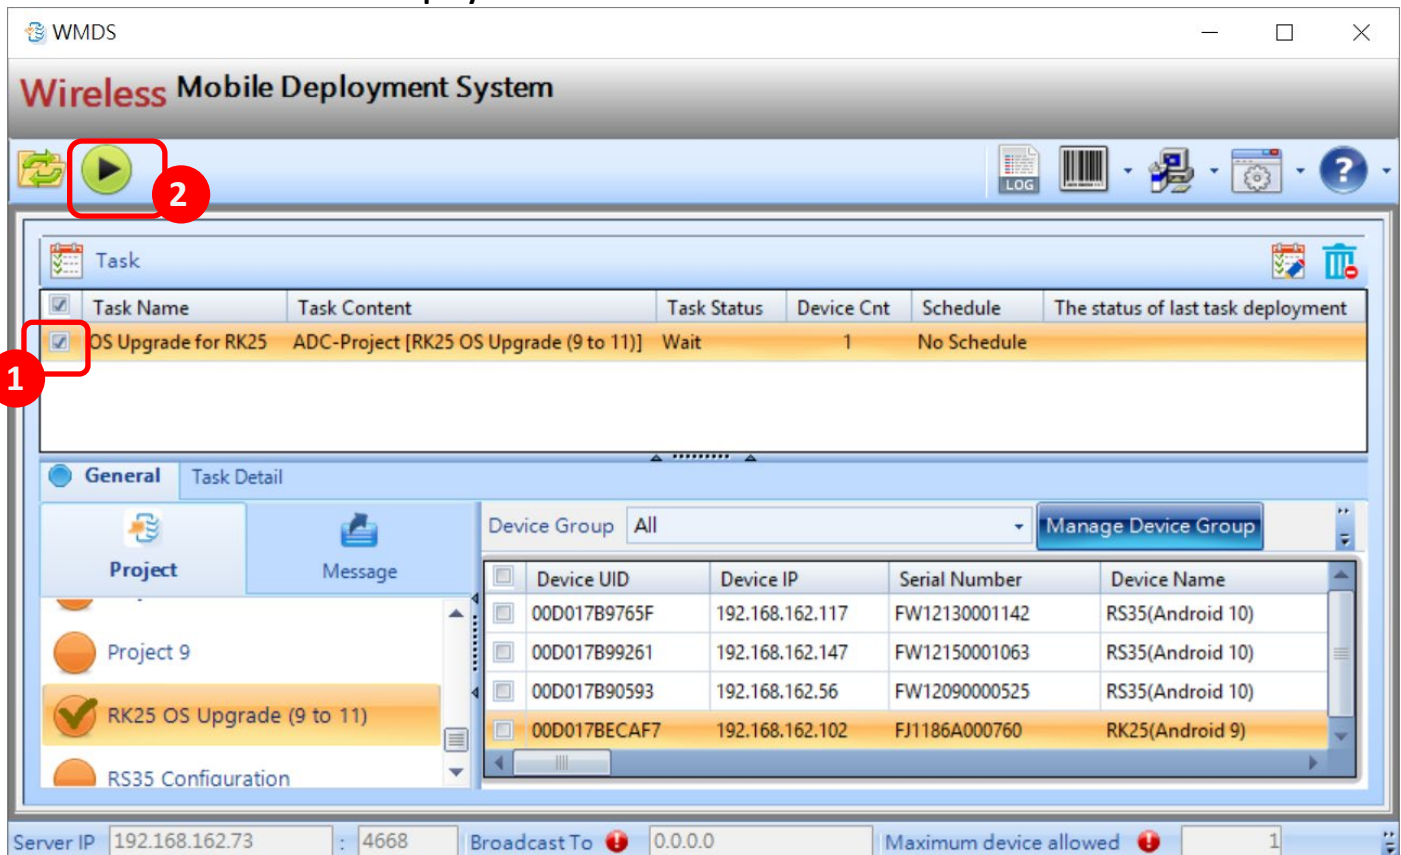 WMDS
Wireless Mobile Deployment System
2
LOG
?
Task
Task Name Task Content Task Status Device Cnt Schedule The status of last task deployment
OS Upgrade for RK25 ADC-Project [RK25 OS Upgrade (9 to 11)] Wait 1 No Schedule
1
General Task Detail
Project Message
Device Group All Manage Device Group
Device UID Device IP Serial Number Device Name
00D017B9765F 192.168.162.117 FW12130001142 RS35(Android 10)
Project 9
00D017B99261 192.168.162.147 FW12150001063 RS35(Android 10)
00D017B90593 192.168.162.56 FW12090000525 RS35(Android 10)
RK25 OS Upgrade (9 to 11)
00D017BECAF7 192.168.162.102 FJ1186A000760 RK25(Android 9)
RS35 Configuration
Server IP 192.168.162.73 : 4668 Broadcast To 0.0.0.0 Maximum device allowed 1